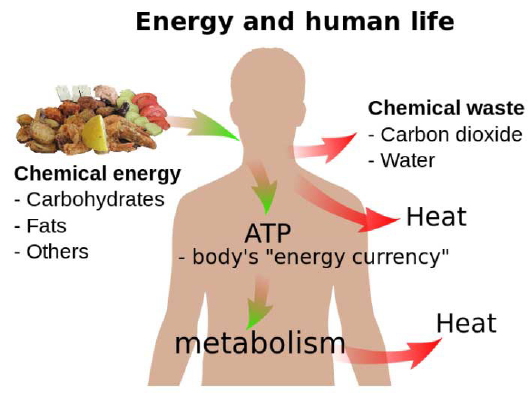 Energy and human life
Chemical energy
- Carbohydrates
- Fats
- Others
Chemical waste
- Carbon dioxide
- Water
Heat
ATP
- body's "energy currency"
metabolism
Heat